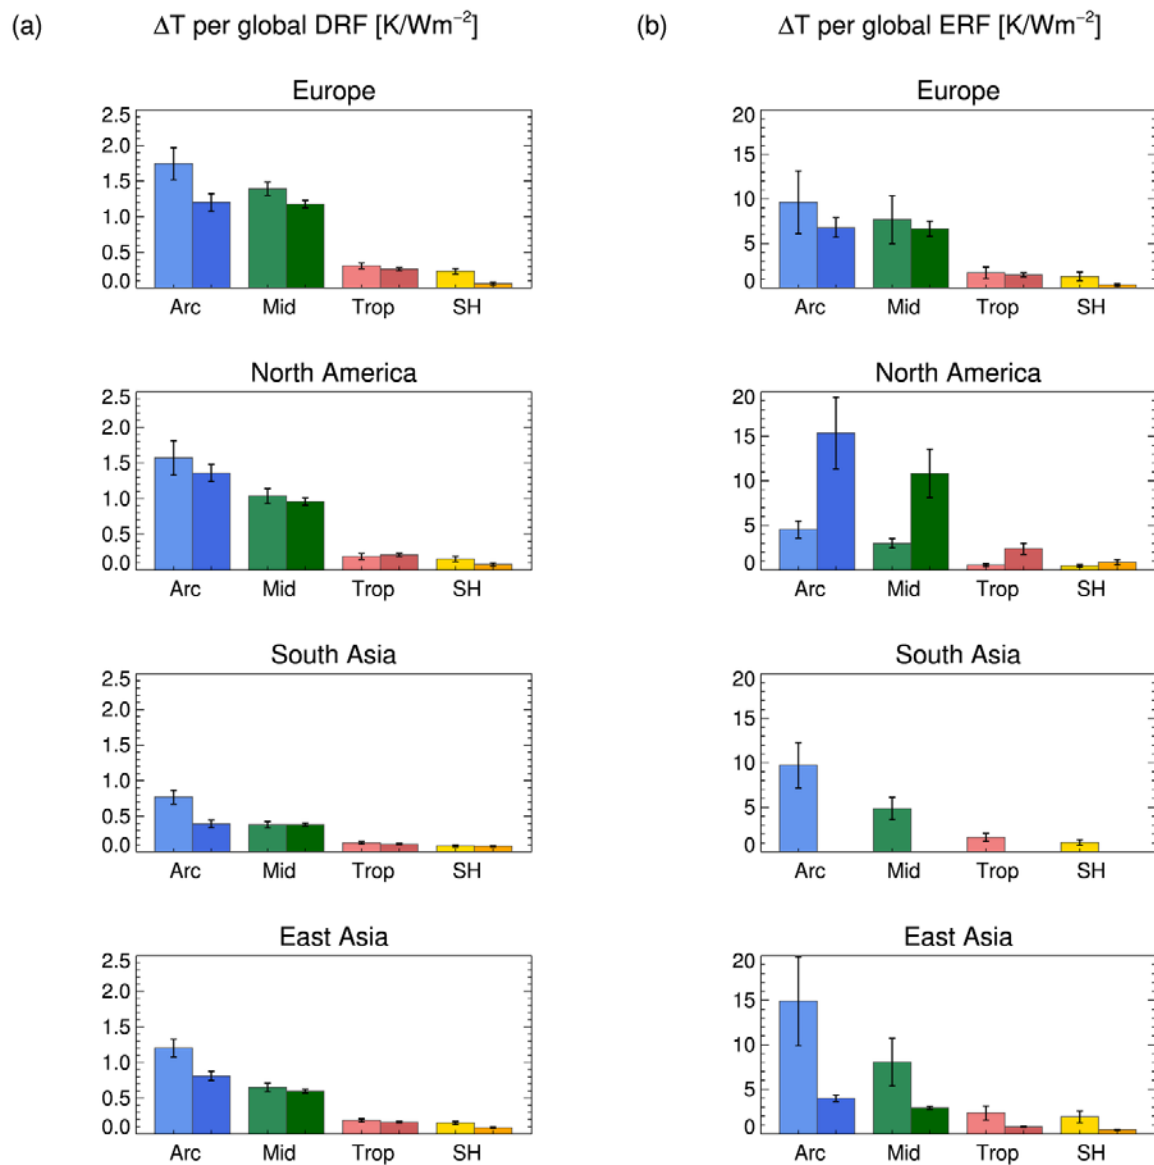 (a) ΔT per global DRF [K/Wm⁻²]
(b) ΔT per global ERF [K/Wm⁻²]
Europe
2.5
2.0
1.5
1.0
0.5
0.0
Arc Mid Trop SH
Europe
20
15
10
5
0
Arc Mid Trop SH
North America
2.5
2.0
1.5
1.0
0.5
0.0
Arc Mid Trop SH
North America
20
15
10
5
0
Arc Mid Trop SH
South Asia
2.5
2.0
1.5
1.0
0.5
0.0
Arc Mid Trop SH
South Asia
20
15
10
5
0
Arc Mid Trop SH
East Asia
2.5
2.0
1.5
1.0
0.5
0.0
Arc Mid Trop SH
East Asia
20
15
10
5
0
Arc Mid Trop SH